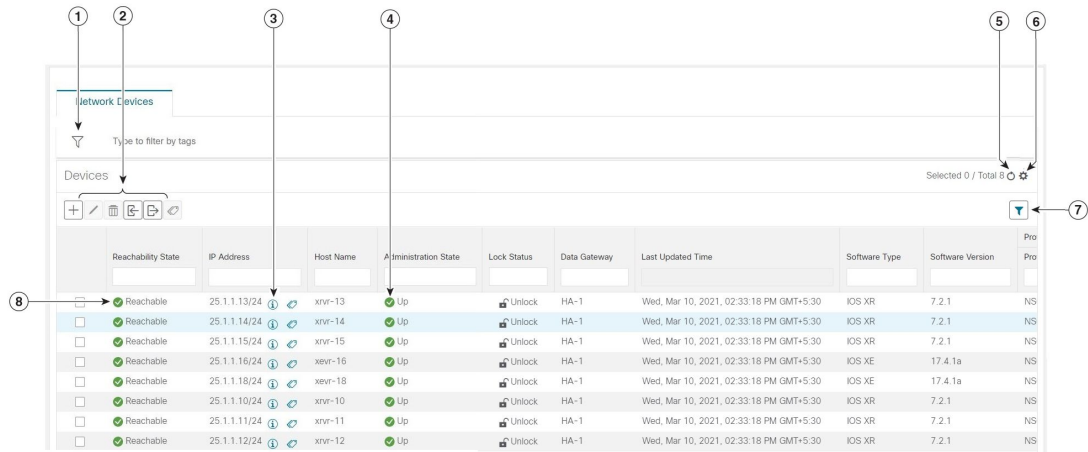 1 2 3 4 5 6
Network Devices
Type to filter by tags
Devices Selected 0 / Total 8
7
Pro
Reachability State IP Address Host Name Administration State Lock Status Data Gateway Last Updated Time Software Type Software Version Pro
8 Reachable 25.1.1.13/24 xrvr-13 Up Unlock HA-1 Wed, Mar 10, 2021, 02:33:18 PM GMT+5:30 IOS XR 7.2.1 NS
Reachable 25.1.1.14/24 xrvr-14 Up Unlock HA-1 Wed, Mar 10, 2021, 02:33:18 PM GMT+5:30 IOS XR 7.2.1 NS
Reachable 25.1.1.15/24 xrvr-15 Up Unlock HA-1 Wed, Mar 10, 2021, 02:33:18 PM GMT+5:30 IOS XR 7.2.1 NS
Reachable 25.1.1.16/24 xevr-16 Up Unlock HA-1 Wed, Mar 10, 2021, 02:33:18 PM GMT+5:30 IOS XE 17.4.1a NS
Reachable 25.1.1.18/24 xevr-18 Up Unlock HA-1 Wed, Mar 10, 2021, 02:33:18 PM GMT+5:30 IOS XE 17.4.1a NS
Reachable 25.1.1.10/24 xrvr-10 Up Unlock HA-1 Wed, Mar 10, 2021, 02:33:18 PM GMT+5:30 IOS XR 7.2.1 NS
Reachable 25.1.1.11/24 xrvr-11 Up Unlock HA-1 Wed, Mar 10, 2021, 02:33:18 PM GMT+5:30 IOS XR 7.2.1 NS
Reachable 25.1.1.12/24 xrvr-12 Up Unlock HA-1 Wed, Mar 10, 2021, 02:33:18 PM GMT+5:30 IOS XR 7.2.1 NS